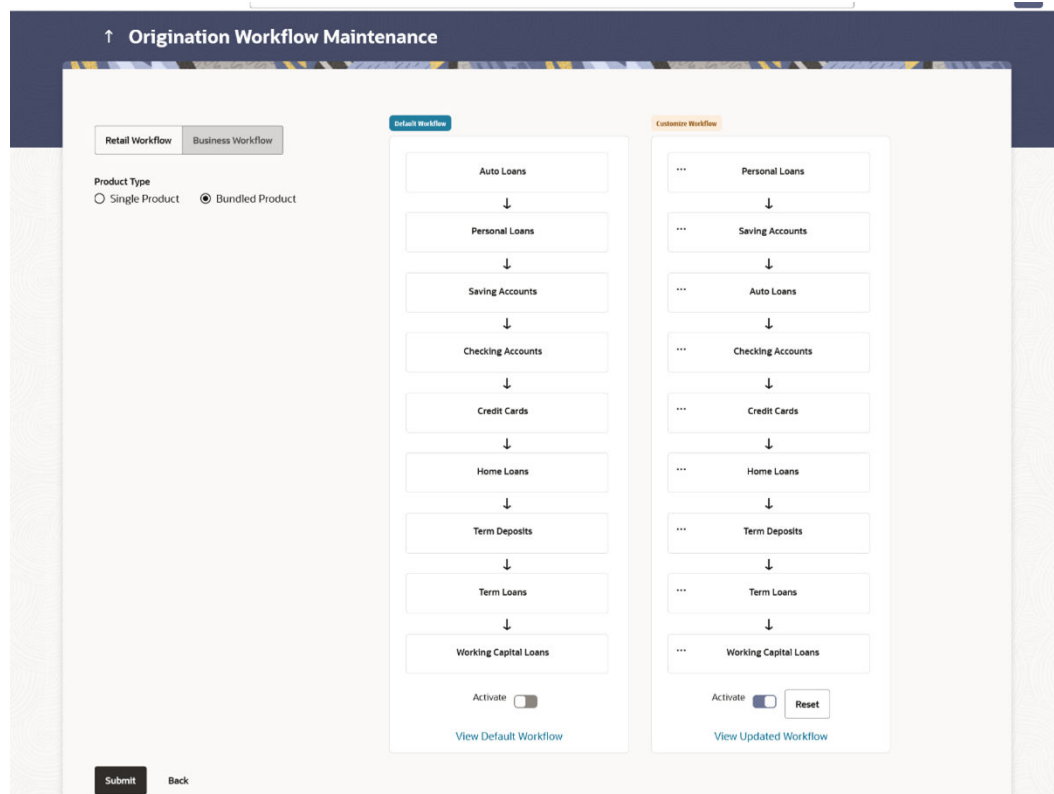 ↑ Origination Workflow Maintenance
Retail Workflow Business Workflow
Product Type
Single Product Bundled Product
Default Workflow
Auto Loans
↓
Personal Loans
↓
Saving Accounts
↓
Checking Accounts
↓
Credit Cards
↓
Home Loans
↓
Term Deposits
↓
Term Loans
↓
Working Capital Loans
Activate
View Default Workflow
Customize Workflow
... Personal Loans
↓
... Saving Accounts
↓
... Auto Loans
↓
... Checking Accounts
↓
... Credit Cards
↓
... Home Loans
↓
... Term Deposits
↓
... Term Loans
↓
... Working Capital Loans
Activate Reset
View Updated Workflow
Submit Back